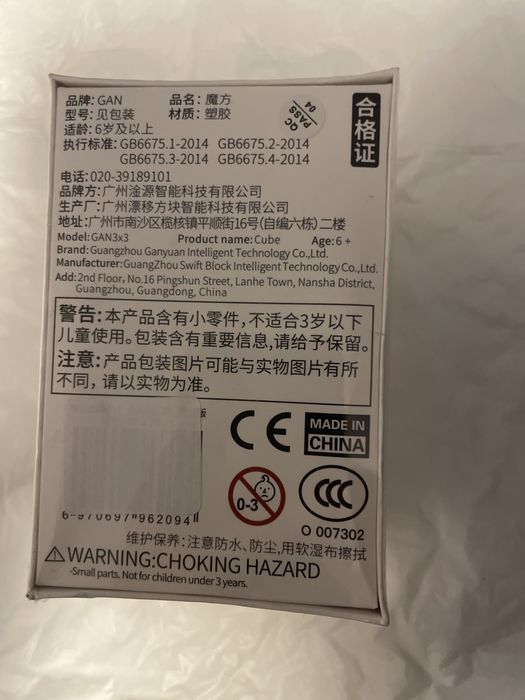 品牌: GAN 品名: 魔方
型号: 见包装 材质: 塑胶
适龄: 6岁及以上
执行标准: GB6675.1-2014 GB6675.2-2014
GB6675.3-2014 GB6675.4-2014
QC PASS 04
合格证
电话: 020-39189101
品牌方: 广州淦源智能科技有限公司
生产厂: 广州漂移方块智能科技有限公司
地址: 广州市南沙区榄核镇平顺街16号(自编六栋)二楼
Model: GAN3x3 Product name: Cube Age: 6 +
Brand: Guangzhou Ganyuan Intelligent Technology Co.,Ltd.
Manufacturer: GuangZhou Swift Block Intelligent Technology Co.,Ltd.
Add: 2nd Floor, No.16 Pingshun Street, Lanhe Town, Nansha District,
Guangzhou, Guangdong, China
警告: 本产品含有小零件,不适合3岁以下
儿童使用。包装含有重要信息,请给予保留。
注意: 产品包装图片可能与实物图片有所
不同，请以实物为准。
版
CE
MADE IN
CHINA
0-3
CCC
6 970697 962094
O 007302
维护保养: 注意防水、防尘,用软湿布擦拭
WARNING:CHOKING HAZARD
-Small parts. Not for children under 3 years.